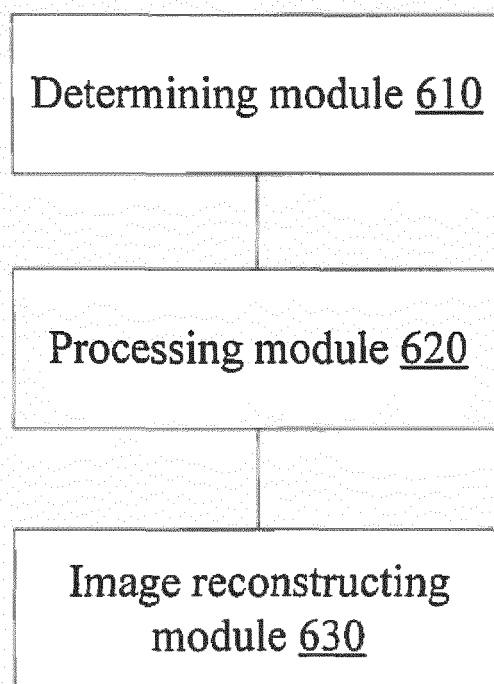 Determining module 610
Processing module 620
Image reconstructing
module 630